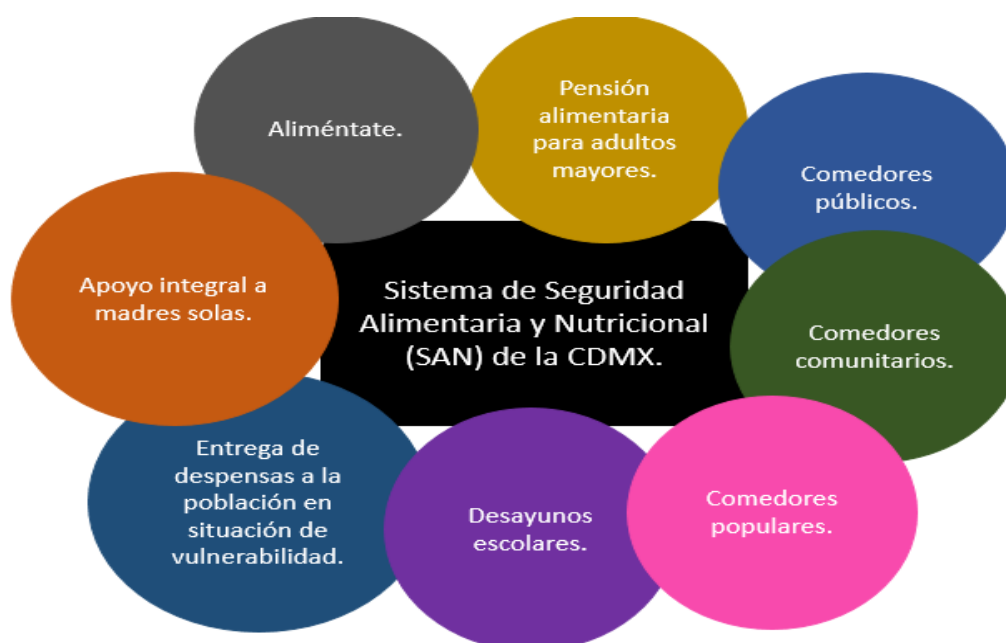 Aliméntate.
Pensión
alimentaria
para adultos
mayores.
Comedores
públicos.
Apoyo integral a
madres solas.
Sistema de Seguridad
Alimentaria y Nutricional
(SAN) de la CDMX.
Comedores
comunitarios.
Entrega de
despensas a la
población en
situación de
vulnerabilidad.
Desayunos
escolares.
Comedores
populares.